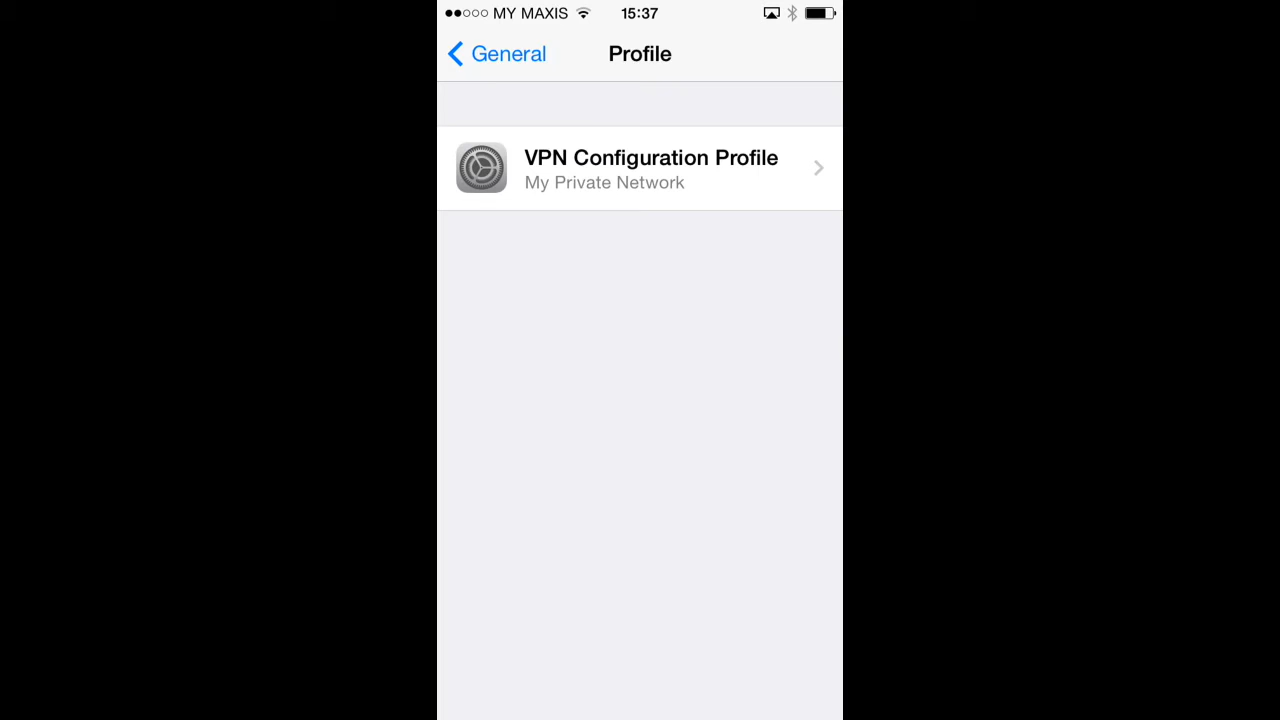 MY MAXIS 15:37
General Profile
VPN Configuration Profile
My Private Network